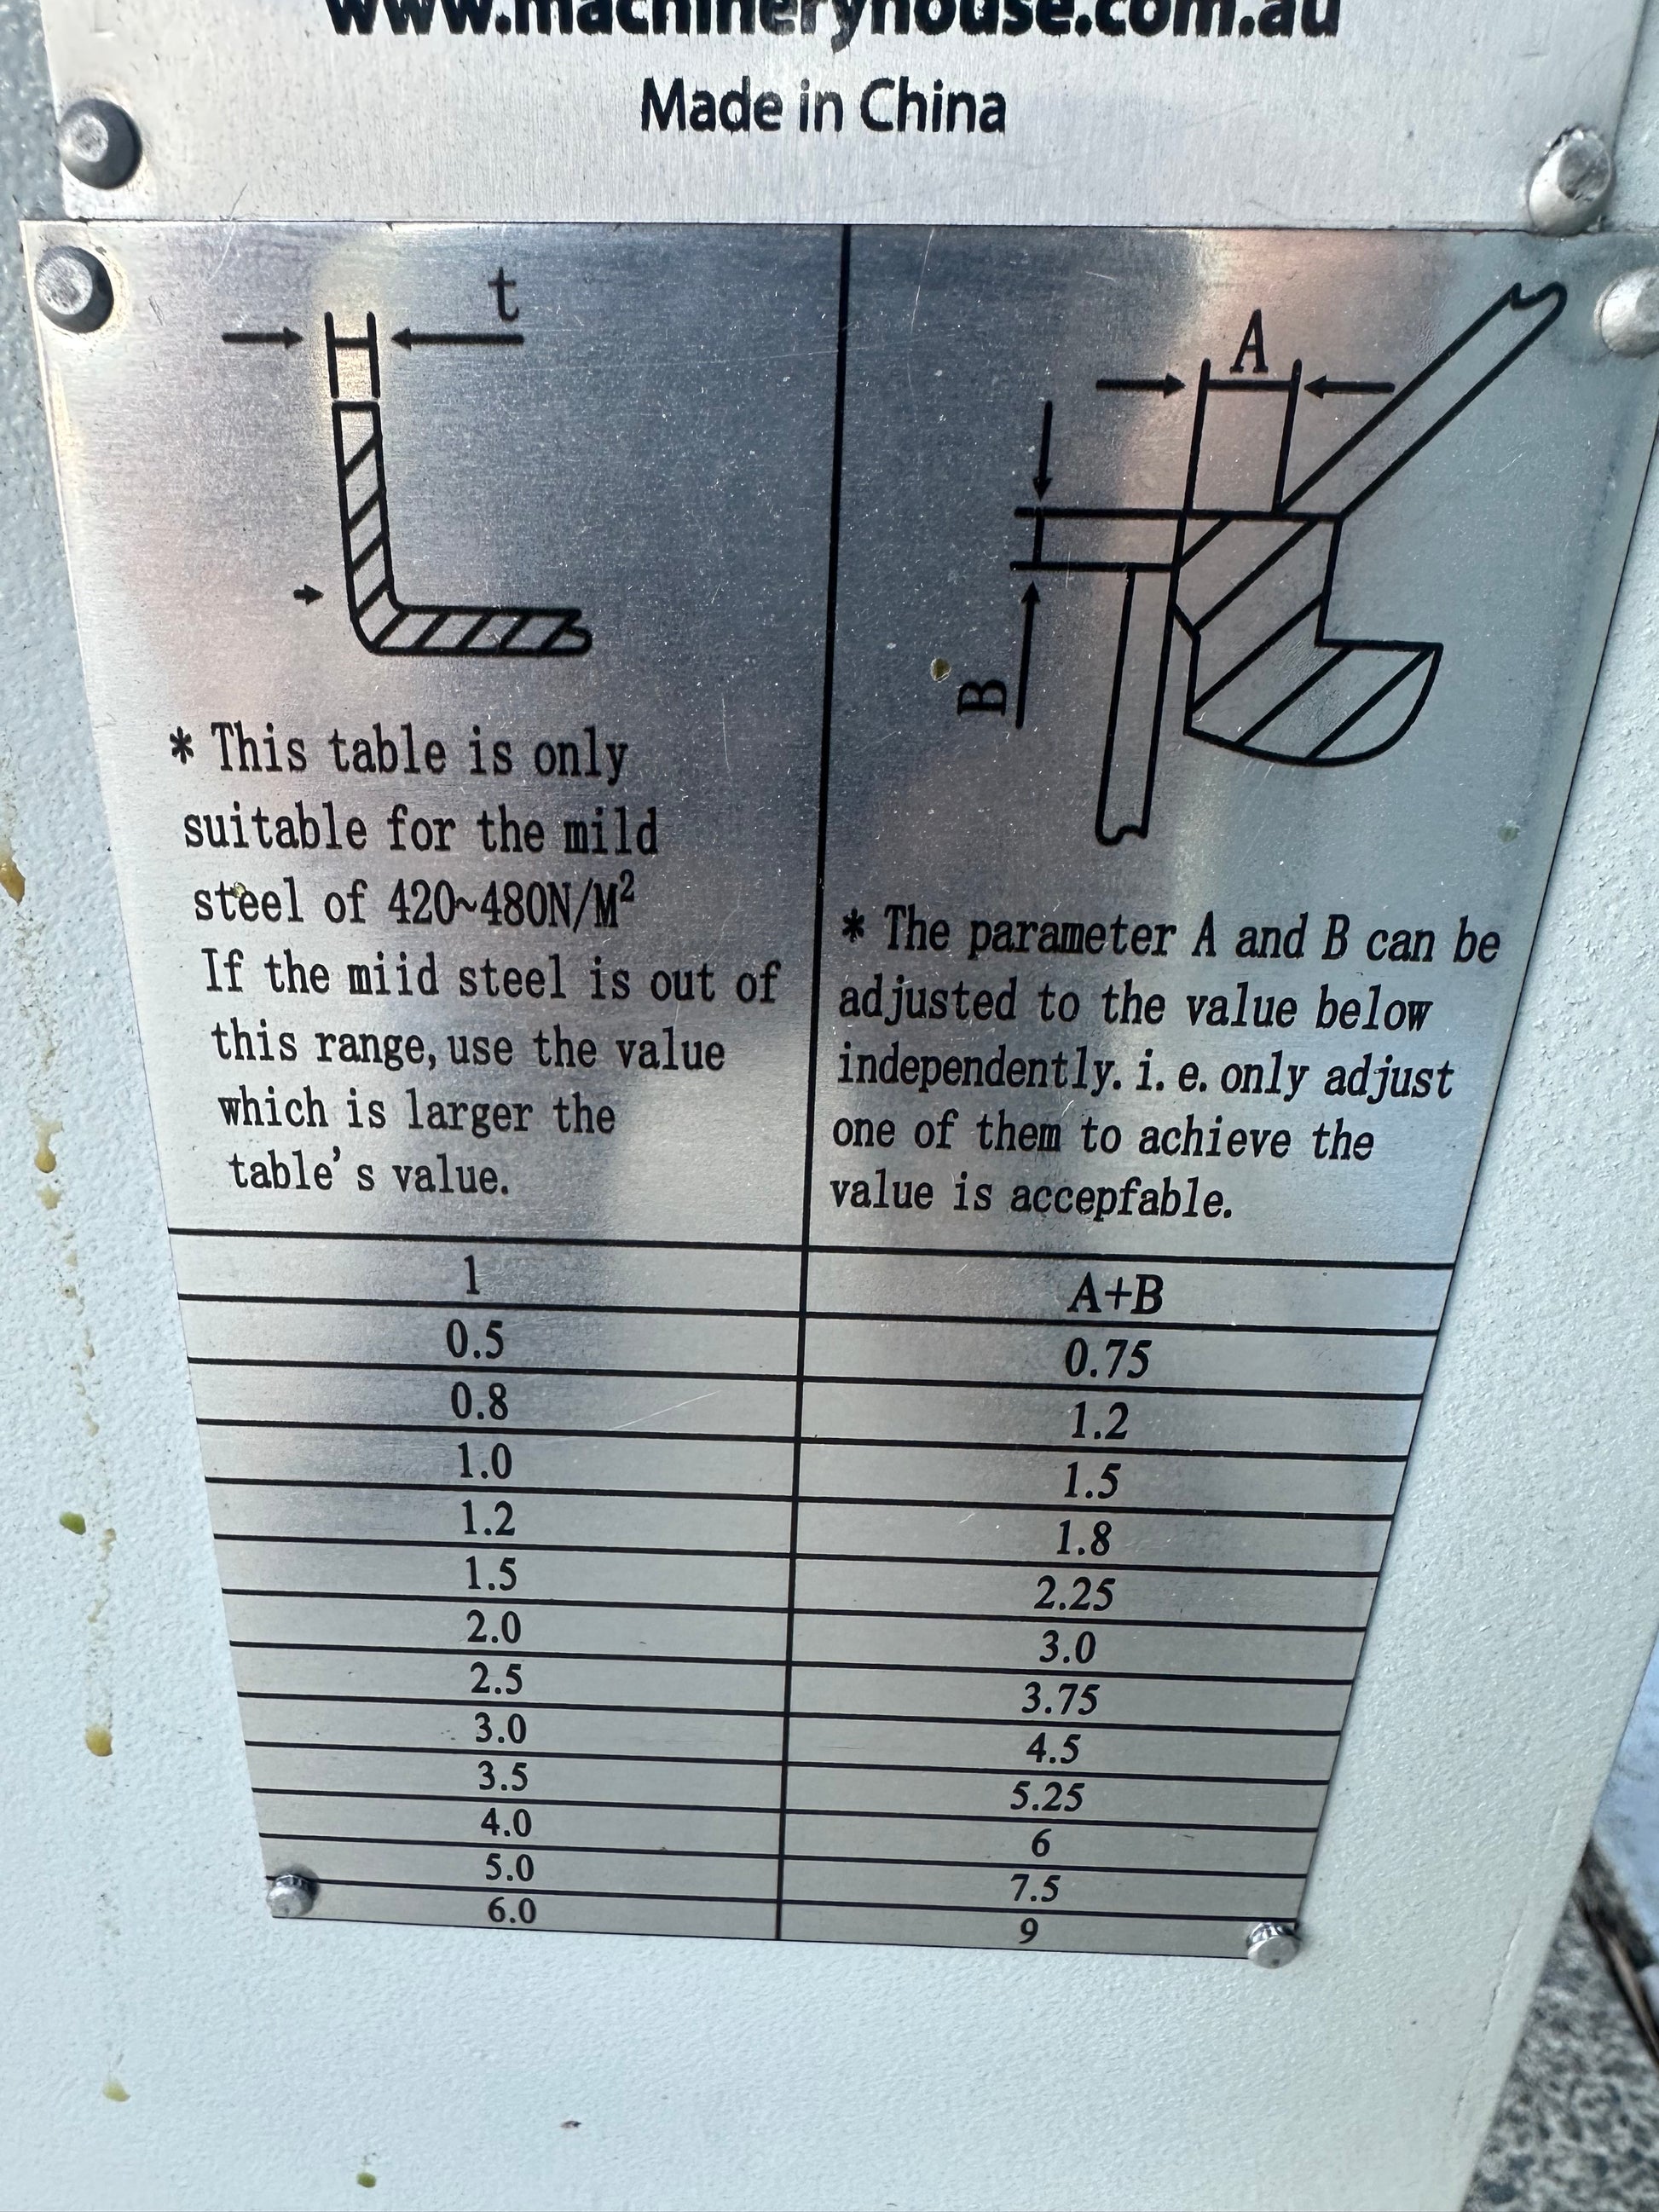 www.machineryhouse.com.au
Made in China
t
A
B
* This table is only
suitable for the mild
steel of 420~480N/M²
If the miid steel is out of
this range, use the value
which is larger the
table's value.
* The parameter A and B can be
adjusted to the value below
independently. i. e. only adjust
one of them to achieve the
value is accepfable.
1 A+B
0.5 0.75
0.8 1.2
1.0 1.5
1.2 1.8
1.5 2.25
2.0 3.0
2.5 3.75
3.0 4.5
3.5 5.25
4.0 6
5.0 7.5
6.0 9